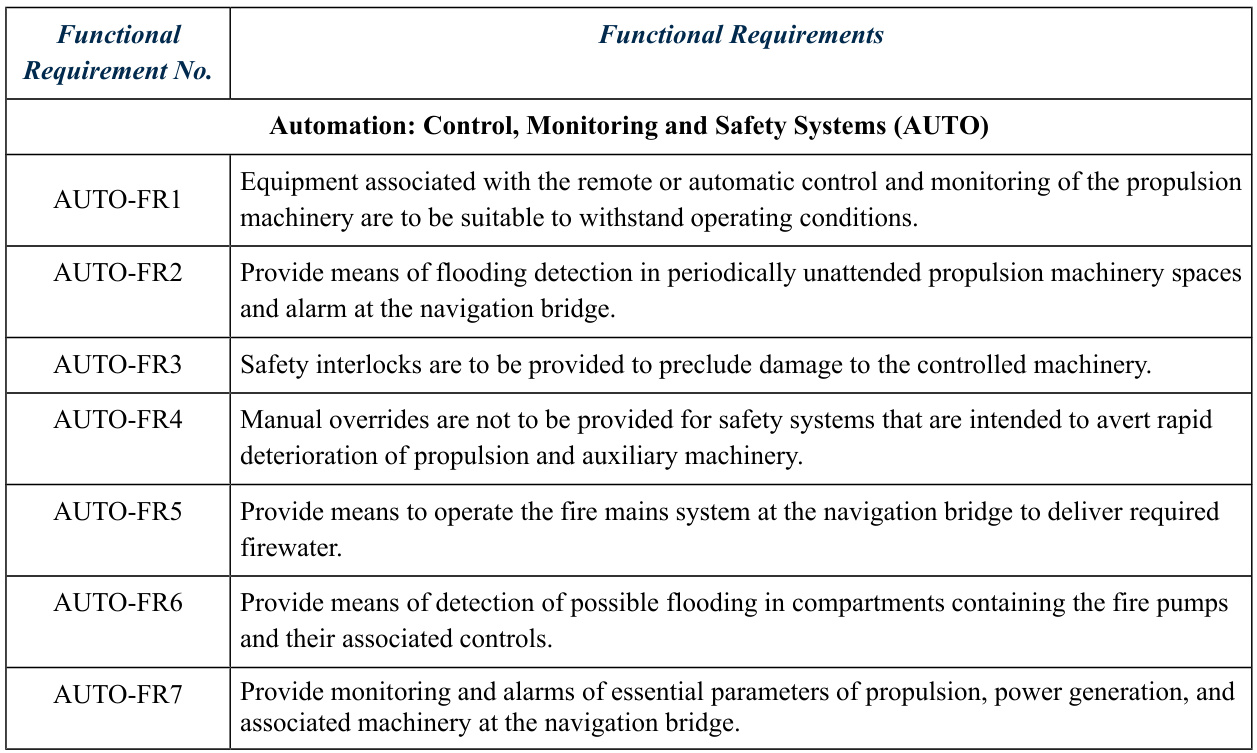 Functional
Requirement No.
Functional Requirements
Automation: Control, Monitoring and Safety Systems (AUTO)
AUTO-FR1
Equipment associated with the remote or automatic control and monitoring of the propulsion
machinery are to be suitable to withstand operating conditions.
AUTO-FR2
Provide means of flooding detection in periodically unattended propulsion machinery spaces
and alarm at the navigation bridge.
AUTO-FR3
Safety interlocks are to be provided to preclude damage to the controlled machinery.
AUTO-FR4
Manual overrides are not to be provided for safety systems that are intended to avert rapid
deterioration of propulsion and auxiliary machinery.
AUTO-FR5
Provide means to operate the fire mains system at the navigation bridge to deliver required
firewater.
AUTO-FR6
Provide means of detection of possible flooding in compartments containing the fire pumps
and their associated controls.
AUTO-FR7
Provide monitoring and alarms of essential parameters of propulsion, power generation, and
associated machinery at the navigation bridge.